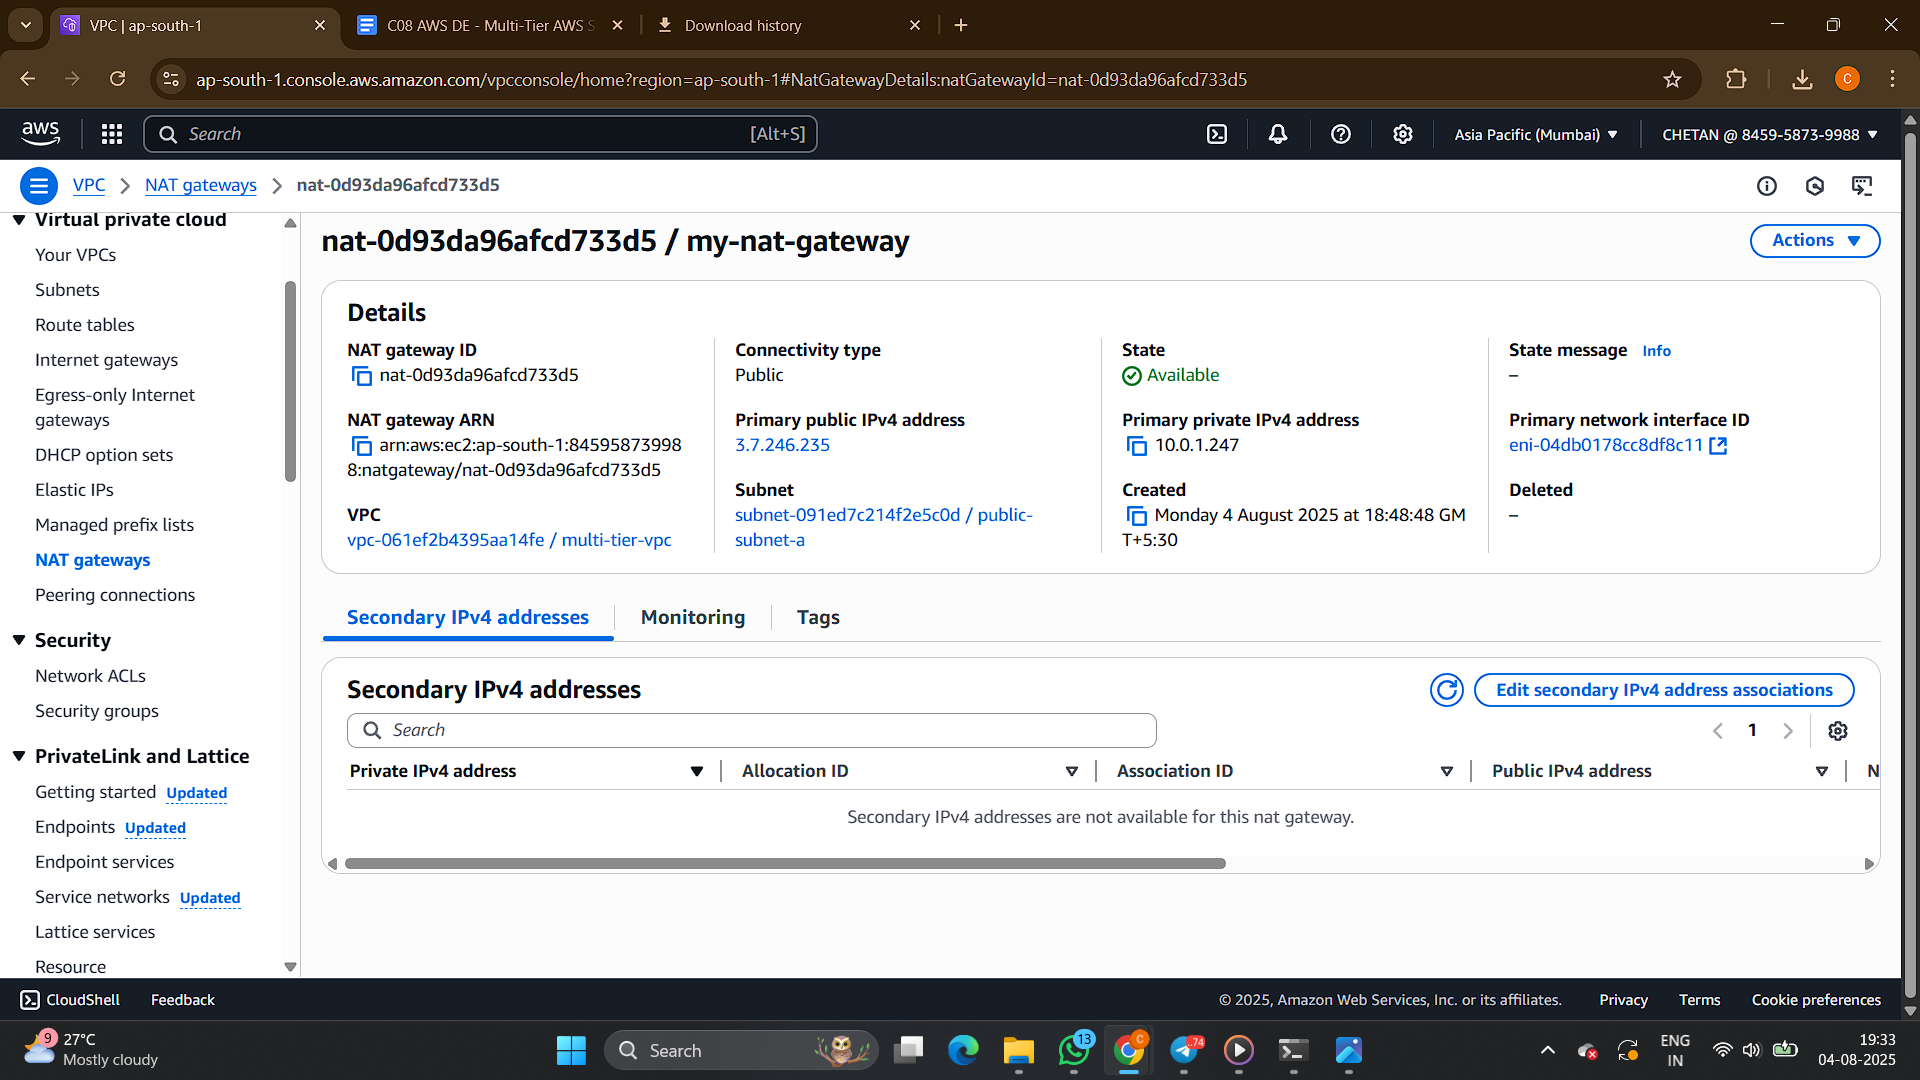 VPC | ap-south-1
C08 AWS DE - Multi-Tier AWS S
Download history
ap-south-1.console.aws.amazon.com/vpcconsole/home?region=ap-south-1#NatGatewayDetails:natGatewayId=nat-0d93da96afcd733d5
C
aws
Search
[Alt+S]
Asia Pacific (Mumbai)
CHETAN @ 8459-5873-9988
VPC
NAT gateways
nat-0d93da96afcd733d5
Virtual private cloud
Your VPCs
Subnets
Route tables
Internet gateways
Egress-only Internet
gateways
DHCP option sets
Elastic IPs
Managed prefix lists
NAT gateways
Peering connections
Security
Network ACLs
Security groups
PrivateLink and Lattice
Getting started Updated
Endpoints Updated
Endpoint services
Service networks Updated
Lattice services
Resource
nat-0d93da96afcd733d5 / my-nat-gateway
Actions
Details
NAT gateway ID
nat-0d93da96afcd733d5
NAT gateway ARN
arn:aws:ec2:ap-south-1:84595873998
8:natgateway/nat-0d93da96afcd733d5
VPC
vpc-061ef2b4395aa14fe / multi-tier-vpc
Connectivity type
Public
Primary public IPv4 address
3.7.246.235
Subnet
subnet-091ed7c214f2e5c0d / public-
subnet-a
State
Available
Primary private IPv4 address
10.0.1.247
Created
Monday 4 August 2025 at 18:48:48 GM
T+5:30
State message Info
–
Primary network interface ID
eni-04db0178cc8df8c11
Deleted
–
Secondary IPv4 addresses
Monitoring
Tags
Secondary IPv4 addresses
Edit secondary IPv4 address associations
Search
1
Private IPv4 address
Allocation ID
Association ID
Public IPv4 address
N
Secondary IPv4 addresses are not available for this nat gateway.
CloudShell
Feedback
© 2025, Amazon Web Services, Inc. or its affiliates.
Privacy
Terms
Cookie preferences
9
27°C
Mostly cloudy
Search
13
C
74
ENG
IN
19:33
04-08-2025